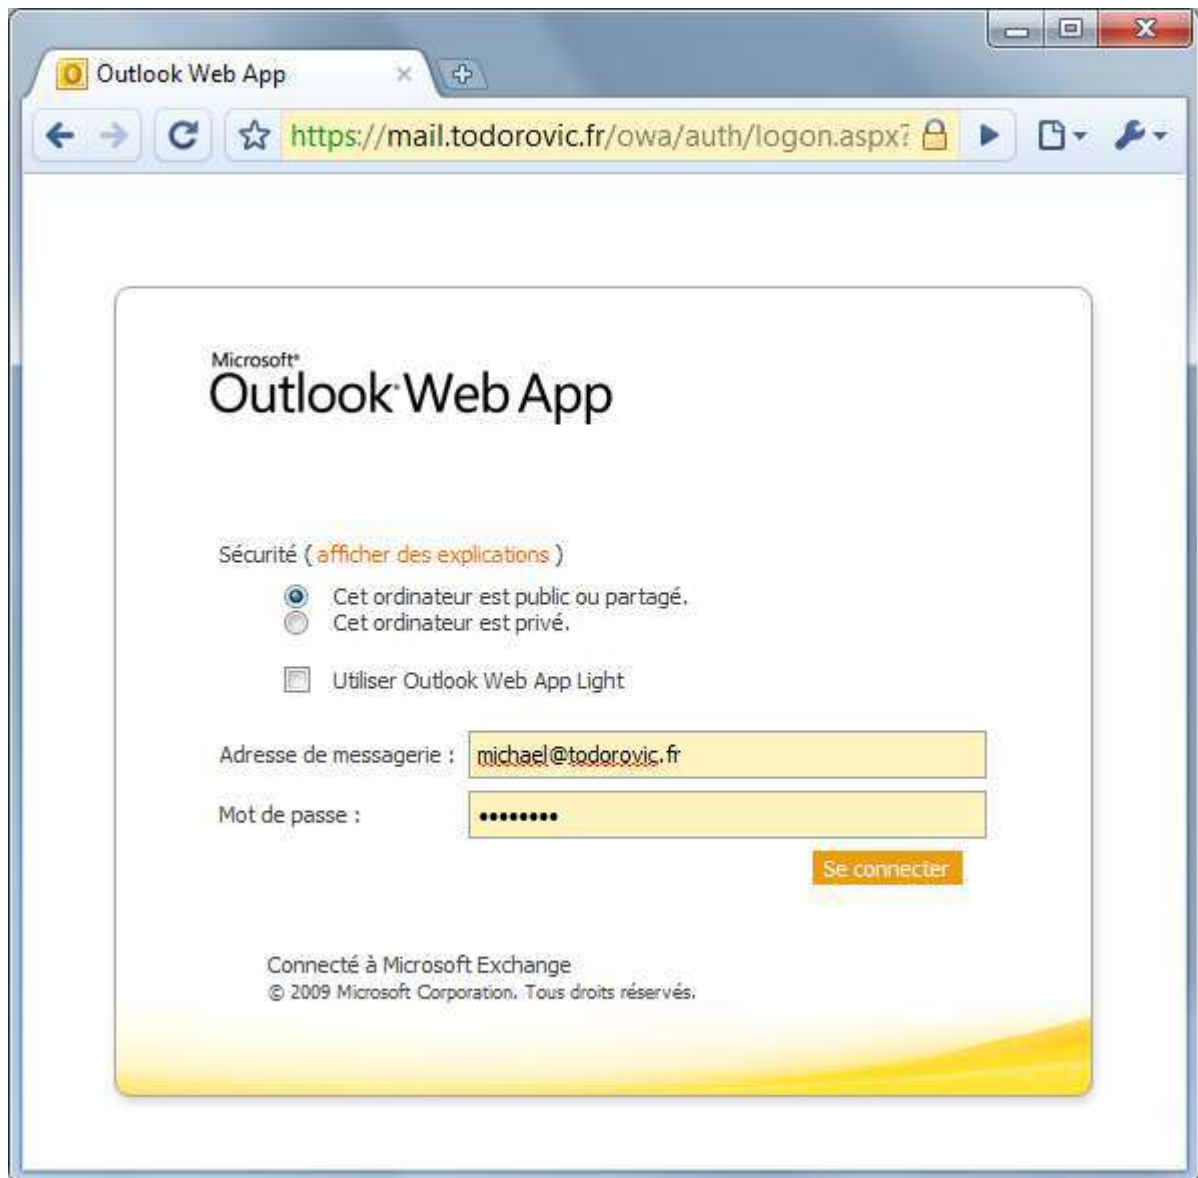 Outlook Web App
https://mail.todorovic.fr/owa/auth/logon.aspx?
Microsoft®
Outlook Web App
Sécurité ( afficher des explications )
Cet ordinateur est public ou partagé.
Cet ordinateur est privé.
Utiliser Outlook Web App Light
Adresse de messagerie : michael@todorovic.fr
Mot de passe : ••••••••
Se connecter
Connecté à Microsoft Exchange
© 2009 Microsoft Corporation. Tous droits réservés.